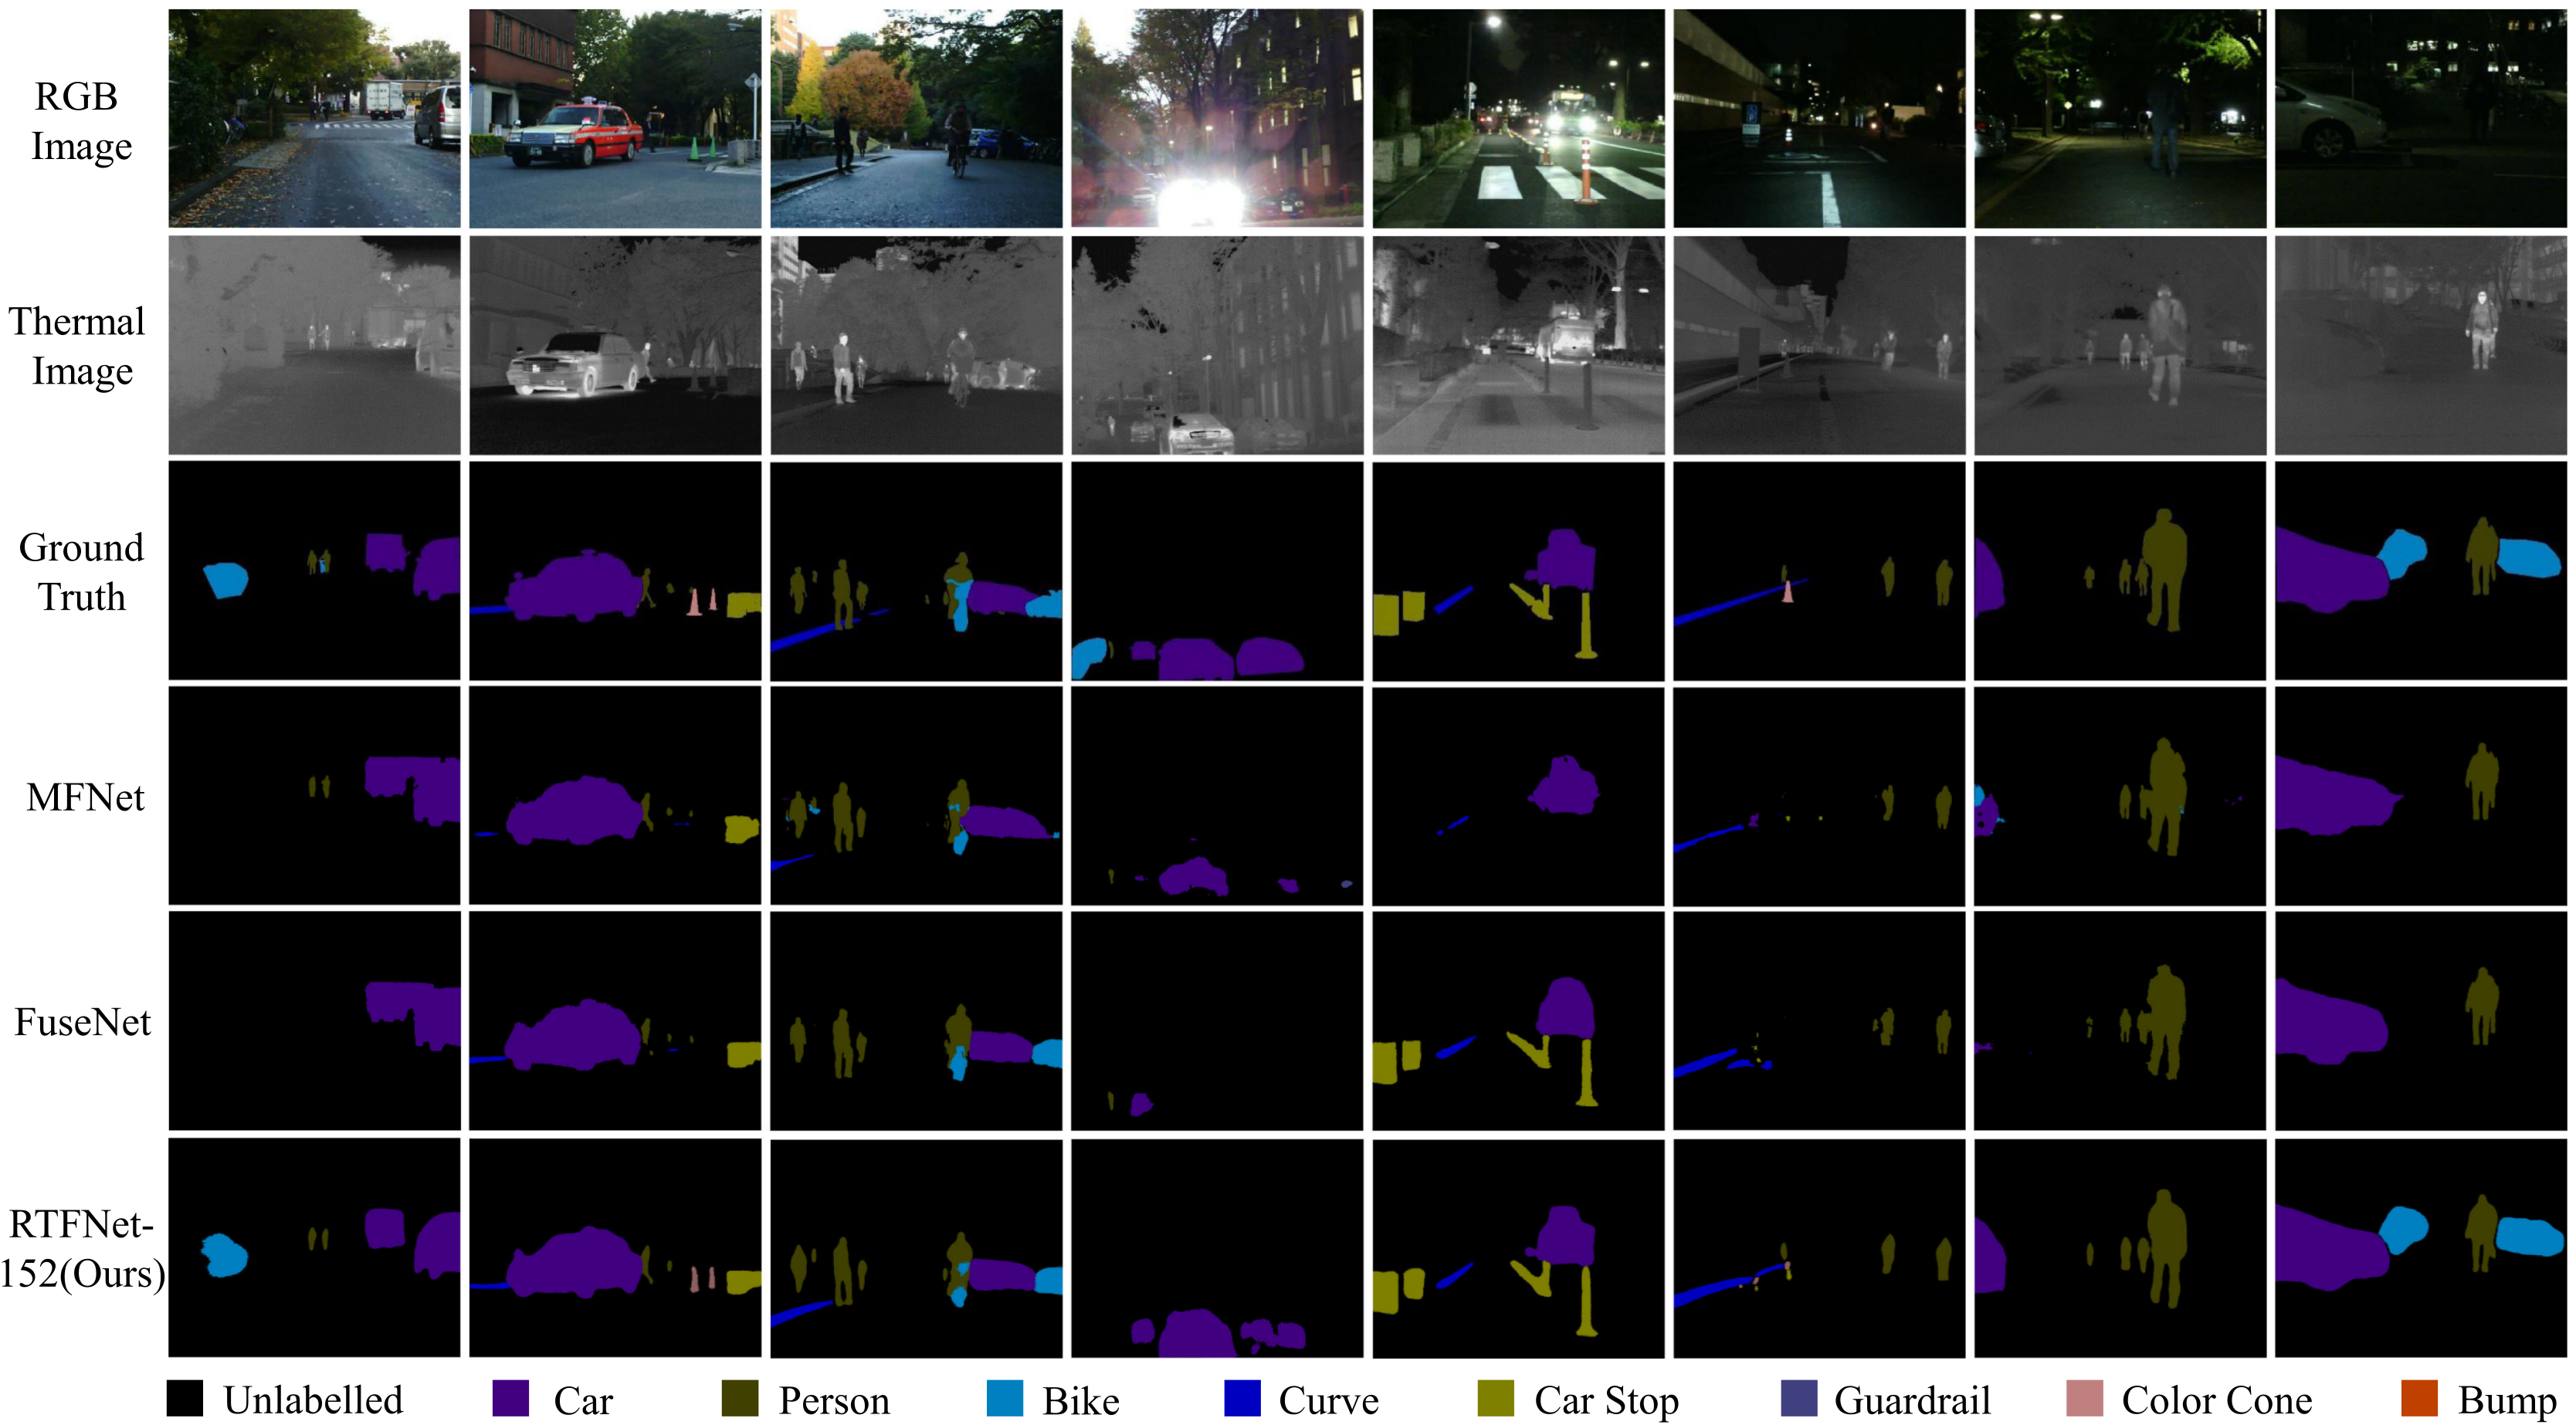 RGB
Image
Thermal
Image
Ground
Truth
MFNet
FuseNet
RTFNet-
152(Ours)
Unlabelled Car Person Bike Curve Car Stop Guardrail Color Cone Bump